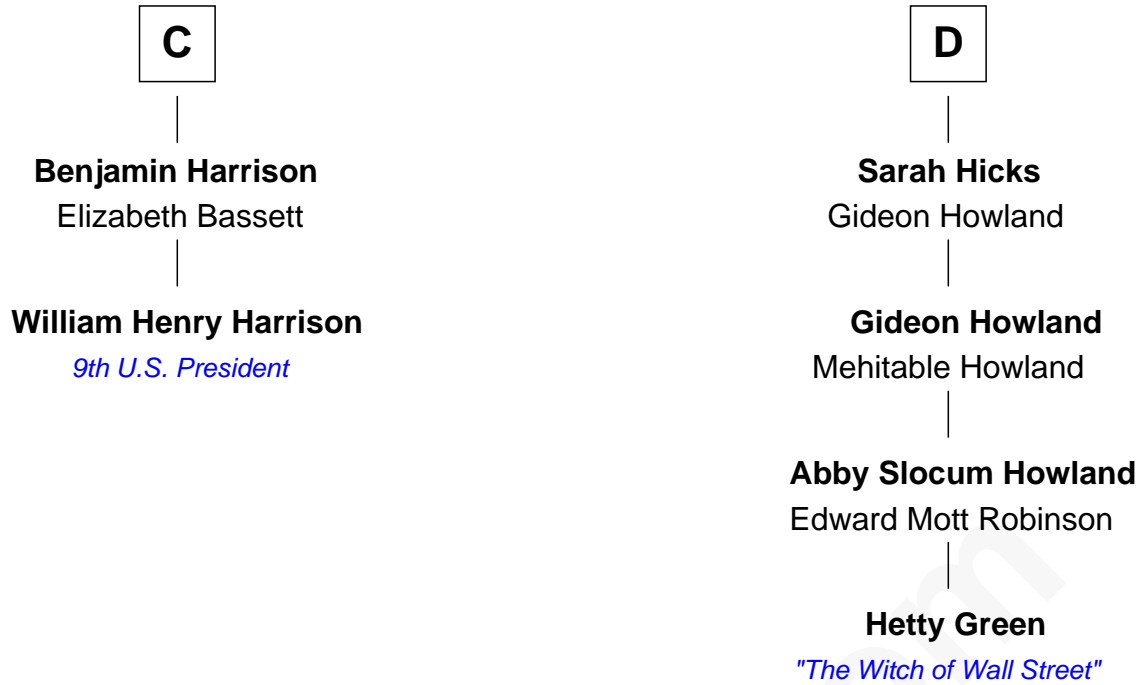 C
Benjamin Harrison
Elizabeth Bassett
William Henry Harrison
9th U.S. President
D
Sarah Hicks
Gideon Howland
Gideon Howland
Mehitable Howland
Abby Slocum Howland
Edward Mott Robinson
Hetty Green
"The Witch of Wall Street"